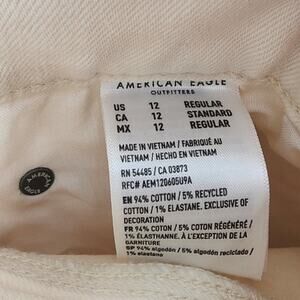 AMERICAN EAGLE
OUTFITTERS
US 12 REGULAR
CA 12 STANDARD
MX 12 REGULAR
MADE IN VIETNAM / FABRIQUÉ AU
VIETNAM / HECHO EN VIETNAM
RN 54485 / CA 03873
RFC# AEM120605U9A
EN 94% COTTON / 5% RECYCLED
COTTON / 1% ELASTANE, EXCLUSIVE OF
DECORATION
FR 94% COTON / 5% COTON RÉGÉNÉRÉ /
1% ÉLASTHANNE. À L'EXCEPTION DE LA
GARNITURE
SP 94% algodón / 5% algodón reciclado /
1% elastano
AMERICAN
EAGLE